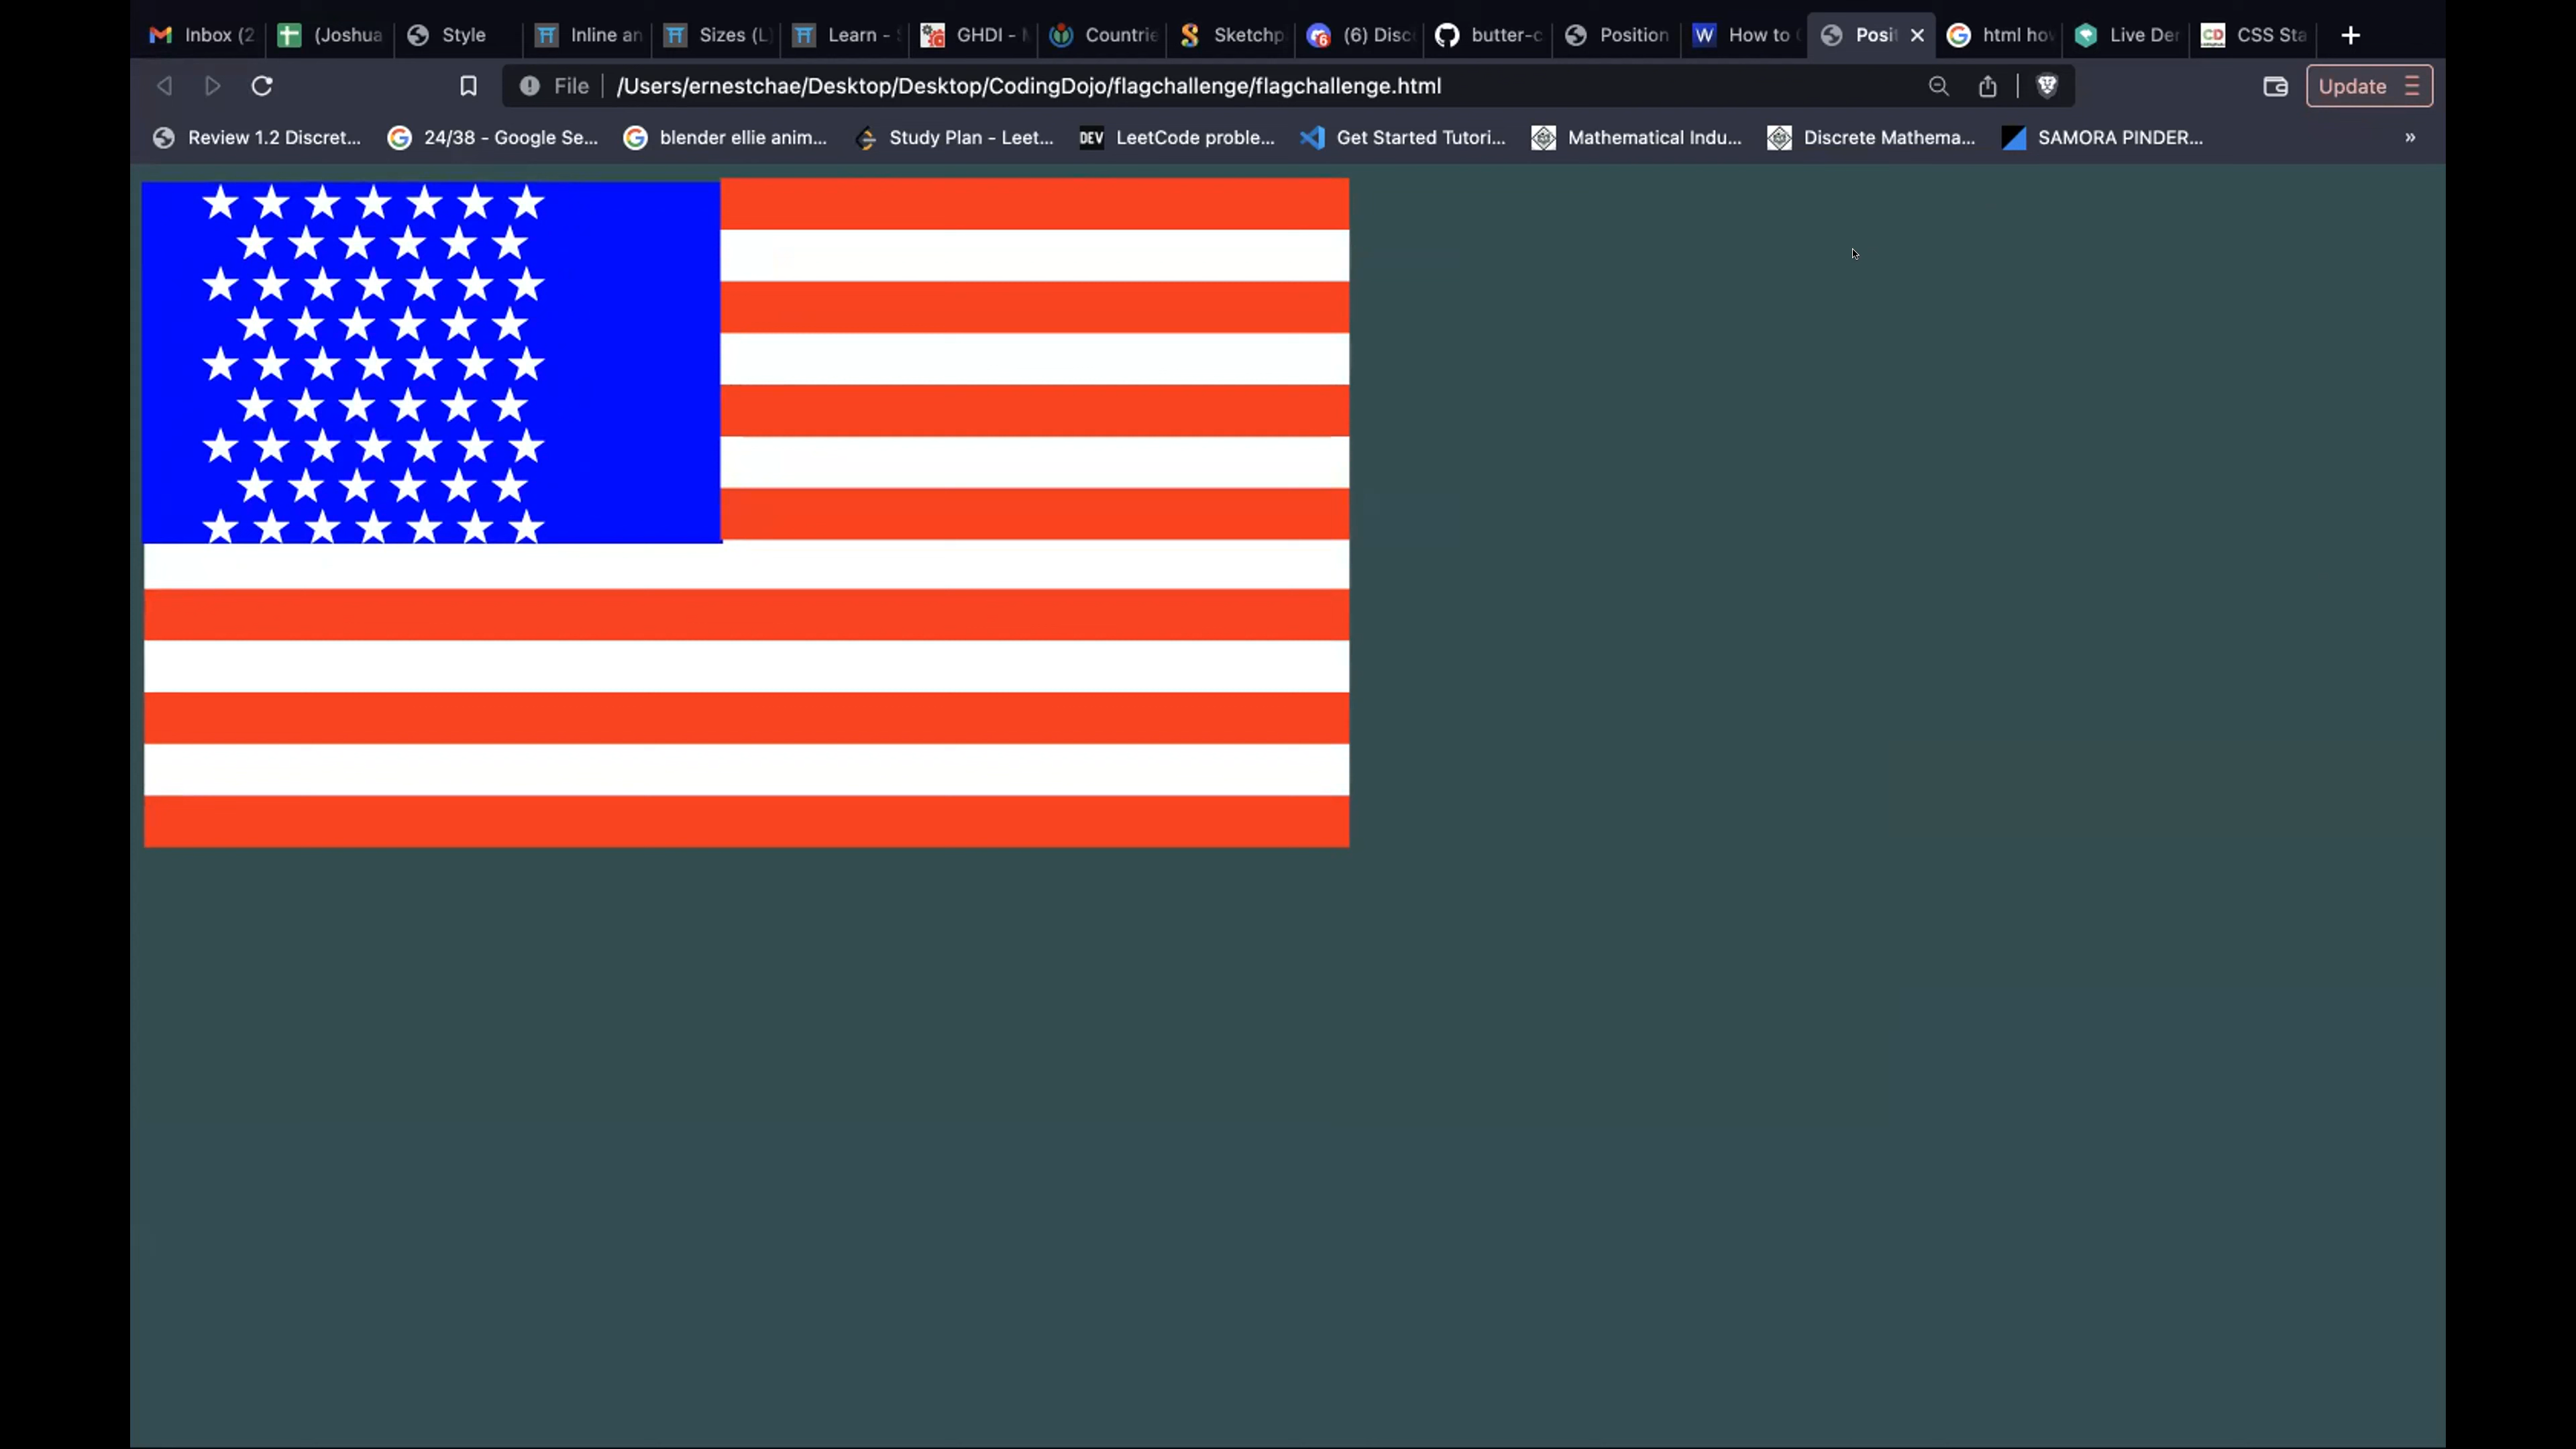 Inbox (2 (Joshua Style Inline an Sizes (L Learn - GHDI - Countrie Sketchp (6) Disc butter-c Position How to Posi html ho Live De CSS Sta
File /Users/ernestchae/Desktop/Desktop/CodingDojo/flagchallenge/flagchallenge.html Update
Review 1.2 Discret... 24/38 - Google Se... blender ellie anim... Study Plan - Leet... DEV LeetCode proble... Get Started Tutori... Mathematical Indu... Discrete Mathema... SAMORA PINDER... »